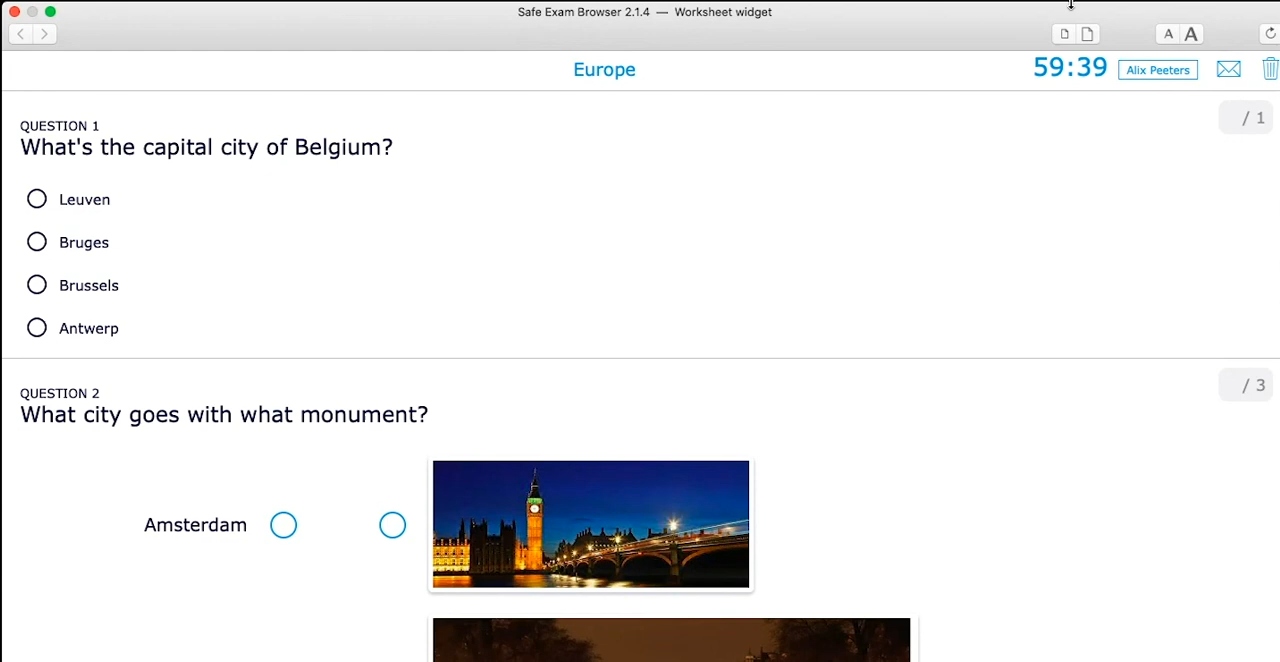 Safe Exam Browser 2.1.4 — Worksheet widget
A A
Europe
59:39
Alix Peeters
QUESTION 1
/ 1
What's the capital city of Belgium?
Leuven
Bruges
Brussels
Antwerp
QUESTION 2
/ 3
What city goes with what monument?
Amsterdam